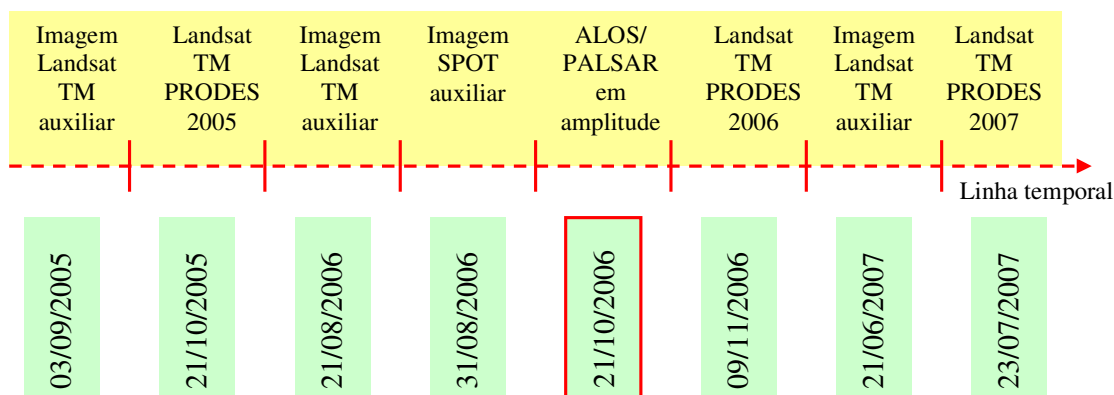 Imagem
Landsat
TM
auxiliar
Landsat
TM
PRODES
2005
Imagem
Landsat
TM
auxiliar
Imagem
SPOT
auxiliar
ALOS/
PALSAR
em
amplitude
Landsat
TM
PRODES
2006
Imagem
Landsat
TM
auxiliar
Landsat
TM
PRODES
2007
Linha temporal
03/09/2005
21/10/2005
21/08/2006
31/08/2006
21/10/2006
09/11/2006
21/06/2007
23/07/2007